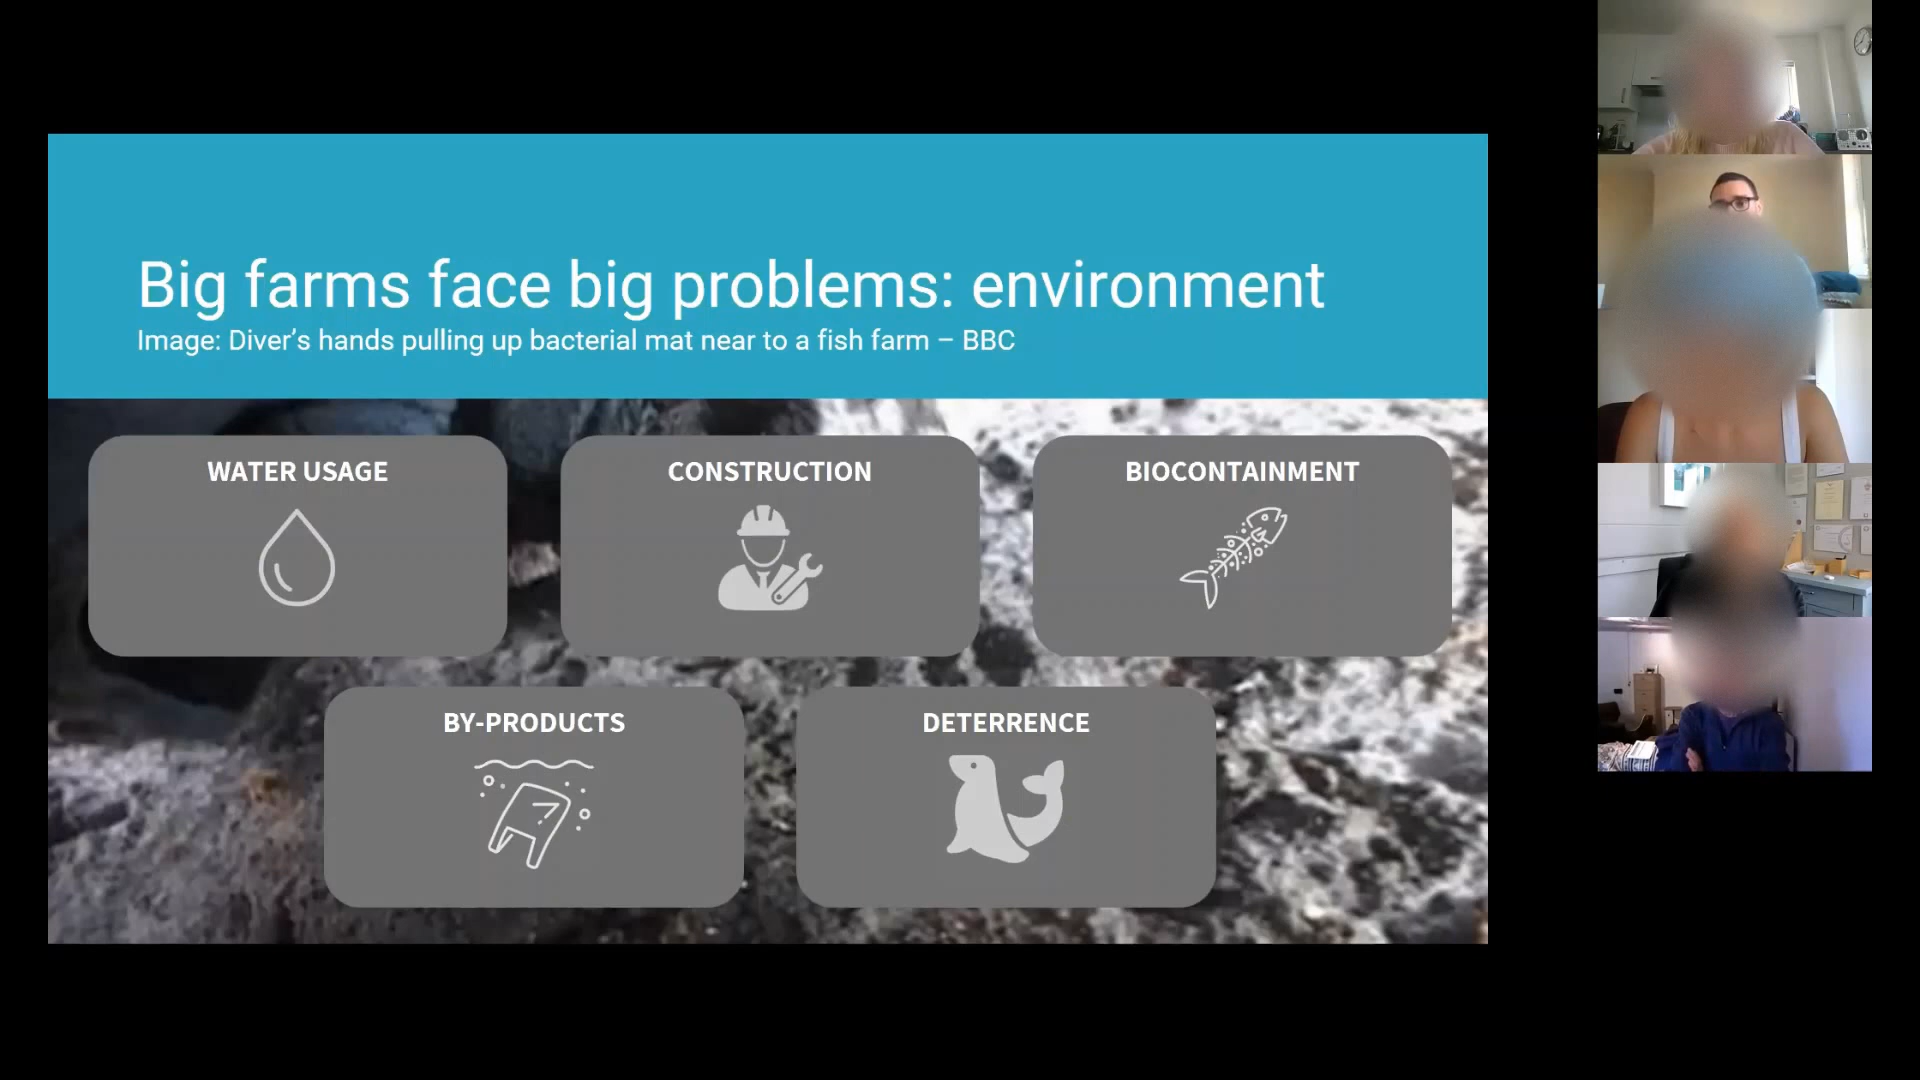 Big farms face big problems: environment
Image: Diver’s hands pulling up bacterial mat near to a fish farm – BBC
WATER USAGE
CONSTRUCTION
BIOCONTAINMENT
BY-PRODUCTS
DETERRENCE